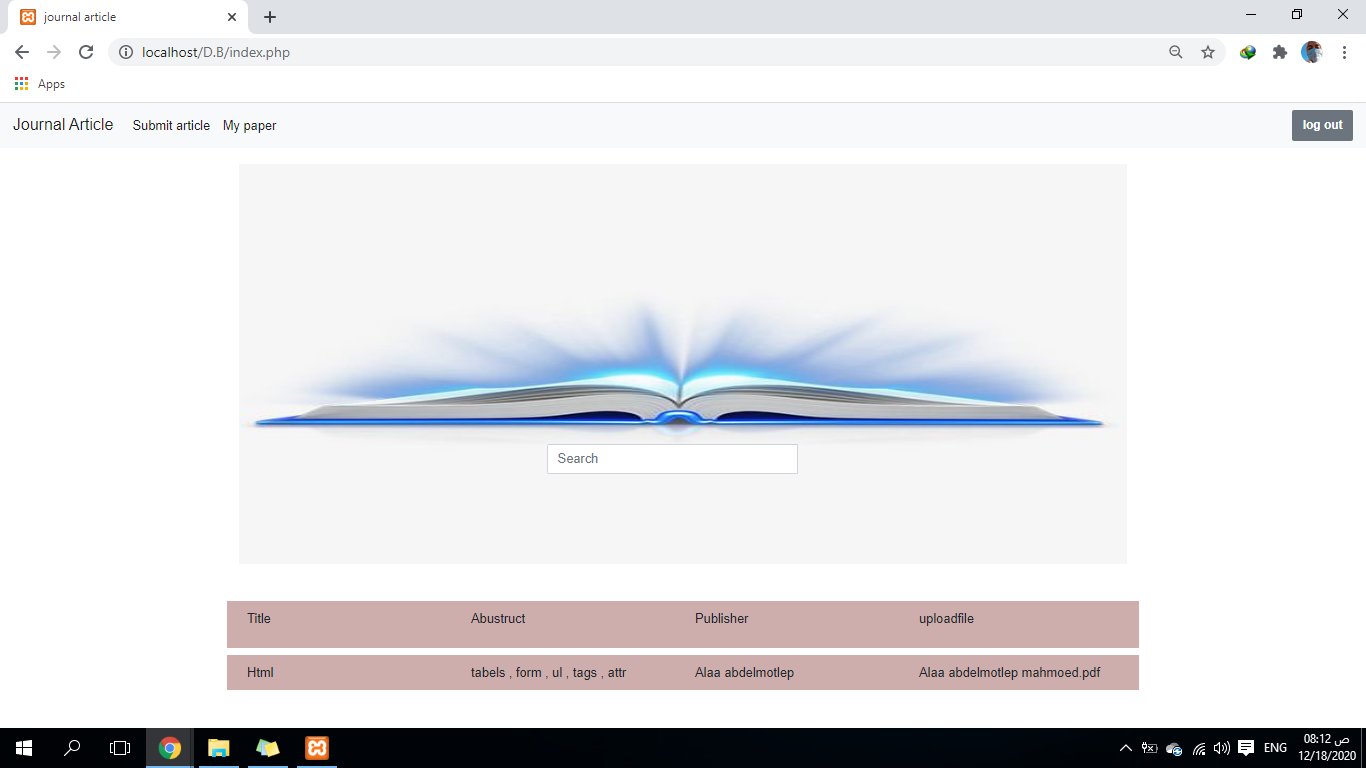 journal article
localhost/D.B/index.php
Apps
Journal Article Submit article My paper log out
Search
Title Abustruct Publisher uploadfile
Html tabels , form , ul , tags , attr Alaa abdelmotlep Alaa abdelmotlep mahmoed.pdf
ENG 08:12 ص
12/18/2020